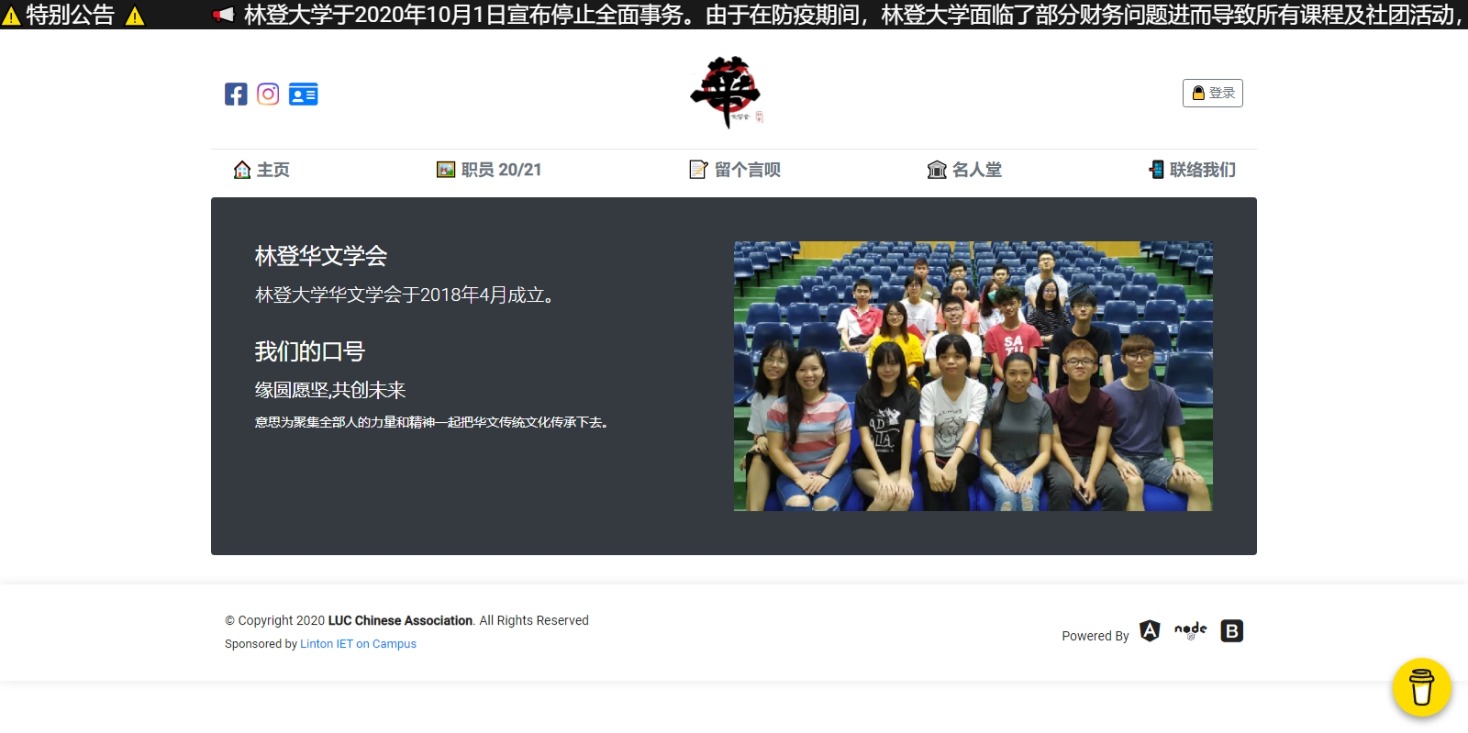 特别公告
林登大学于2020年10月1日宣布停止全面事务。由于在防疫期间，林登大学面临了部分财务问题进而导致所有课程及社团活动，
華
登录
主页
职员 20/21
留个言呗
名人堂
联络我们
林登华文学会
林登大学华文学会于2018年4月成立。
我们的口号
缘圆愿坚,共创未来
意思为聚集全部人的力量和精神一起把华文传统文化传承下去。
© Copyright 2020 LUC Chinese Association. All Rights Reserved
Sponsored by Linton IET on Campus
Powered By
node